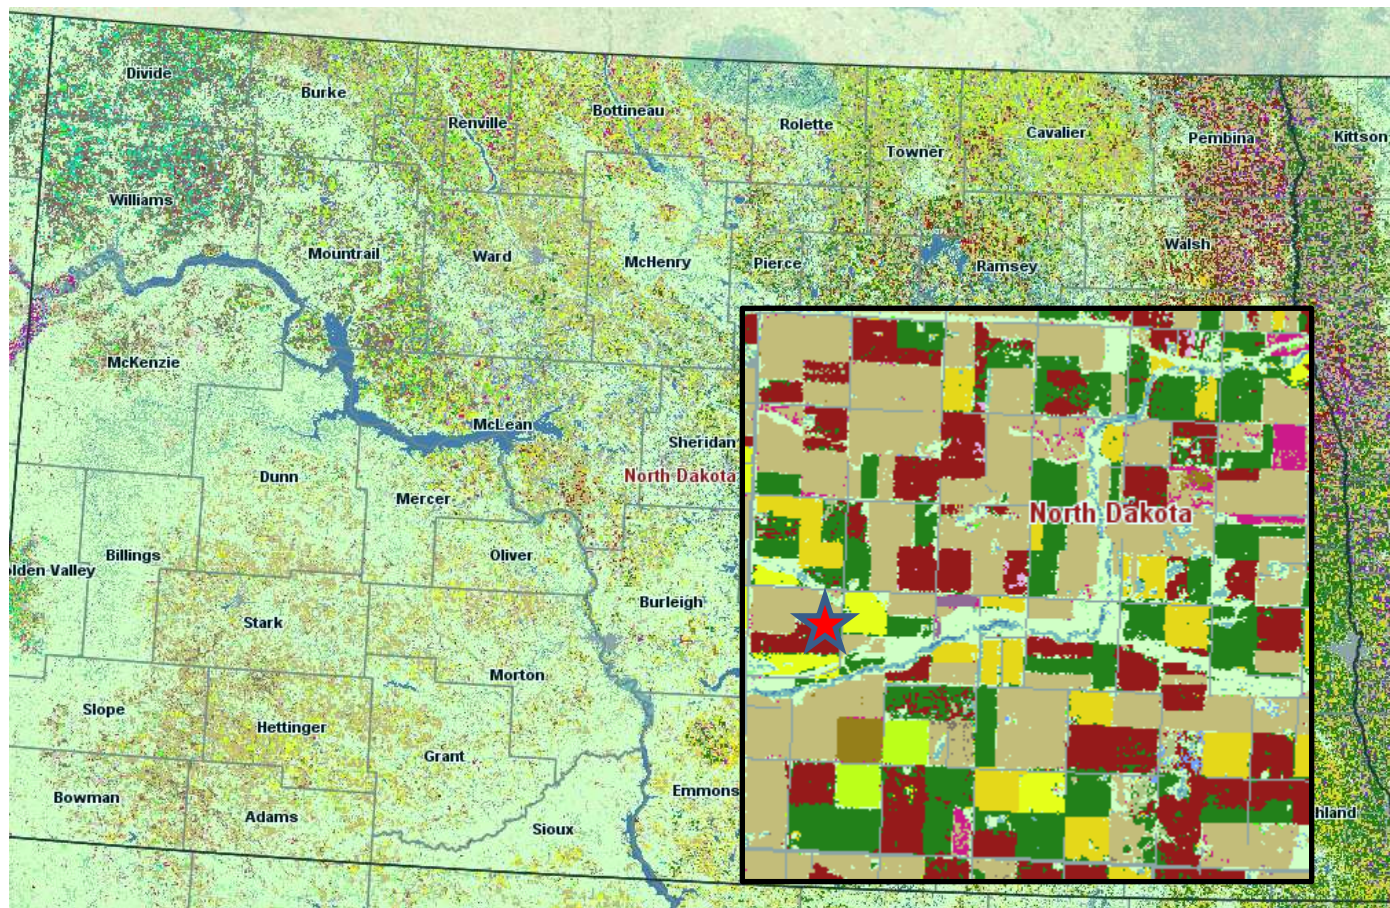 Divide
Burke
Renville
Bottineau
Rolette
Towner
Cavalier
Pembina
Kittson
Williams
Mountrail
Ward
McHenry
Pierce
Ramsey
Walsh
McKenzie
McLean
Sheridan
North Dakota
Dunn
Mercer
North Dakota
Billings
Oliver
lden Valley
Burleigh
Stark
Morton
Slope
Hettinger
Grant
Bowman
Adams
Emmons
Sioux
hland